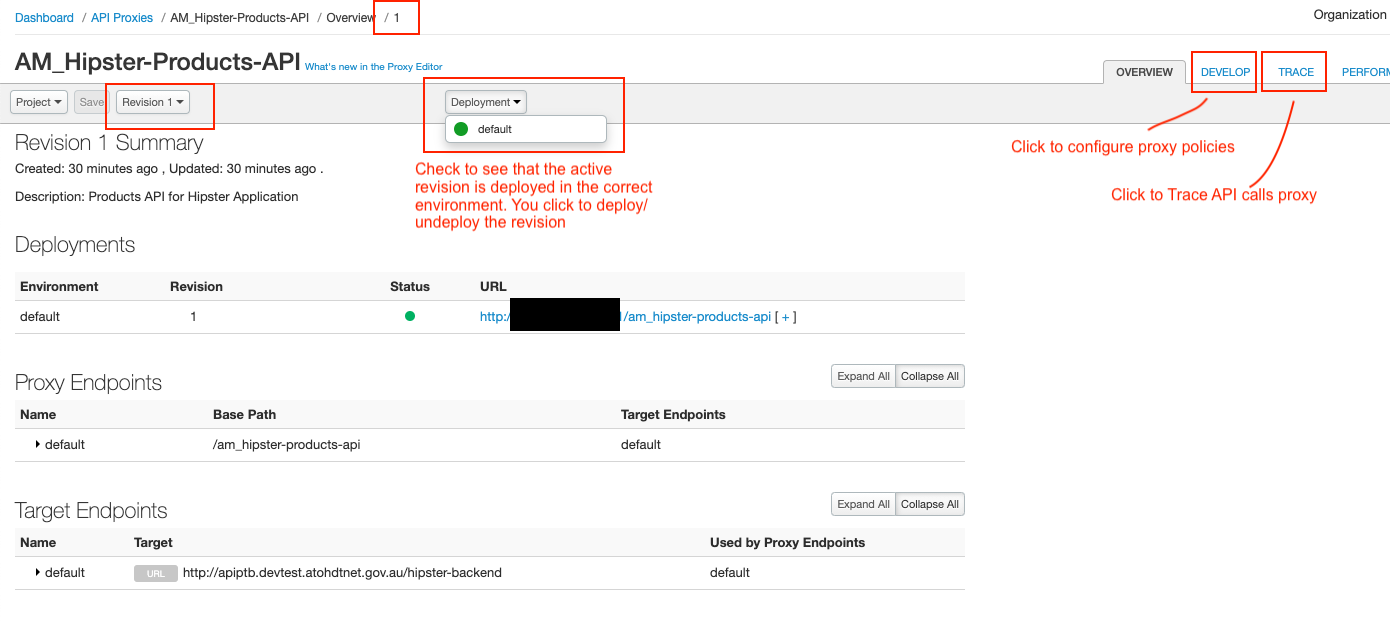 Dashboard / API Proxies / AM_Hipster-Products-API / Overview / 1
Organization
AM_Hipster-Products-API What's new in the Proxy Editor
OVERVIEW DEVELOP TRACE PERFORM
Project Save Revision 1 Deployment
default
Revision 1 Summary
Created: 30 minutes ago , Updated: 30 minutes ago .
Description: Products API for Hipster Application
Check to see that the active
revision is deployed in the correct
environment. You click to deploy/
undeploy the revision
Click to configure proxy policies
Click to Trace API calls proxy
Deployments
Environment Revision Status URL
default 1 http:/ /am_hipster-products-api [ + ]
Proxy Endpoints
Expand All Collapse All
Name Base Path Target Endpoints
default /am_hipster-products-api default
Target Endpoints
Expand All Collapse All
Name Target Used by Proxy Endpoints
default URL http://apiptb.devtest.atohdtnet.gov.au/hipster-backend default